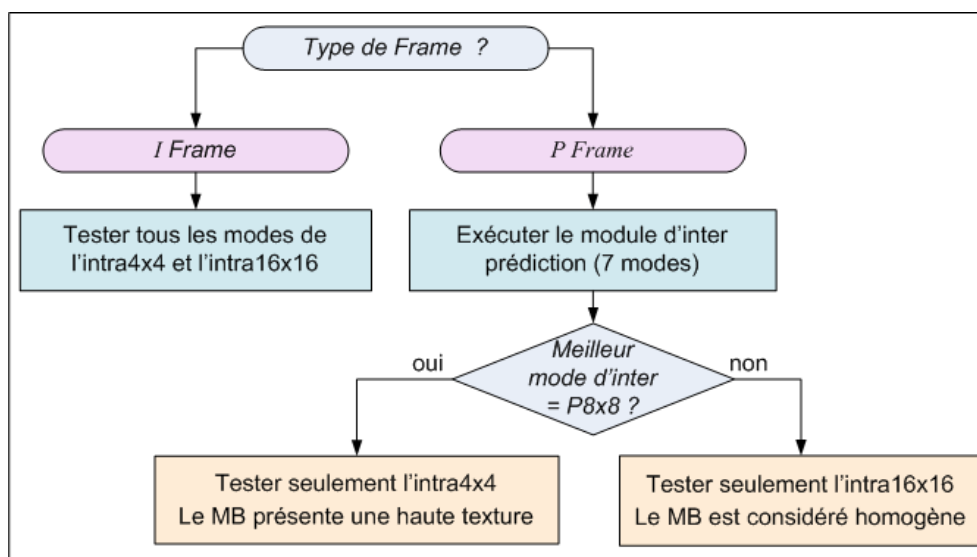 Type de Frame ?
I Frame
P Frame
Tester tous les modes de
l'intra4x4 et l'intra16x16
Exécuter le module d'inter
prédiction (7 modes)
oui
Meilleur
mode d'inter
= P8x8 ?
non
Tester seulement l'intra4x4
Le MB présente une haute texture
Tester seulement l'intra16x16
Le MB est considéré homogène